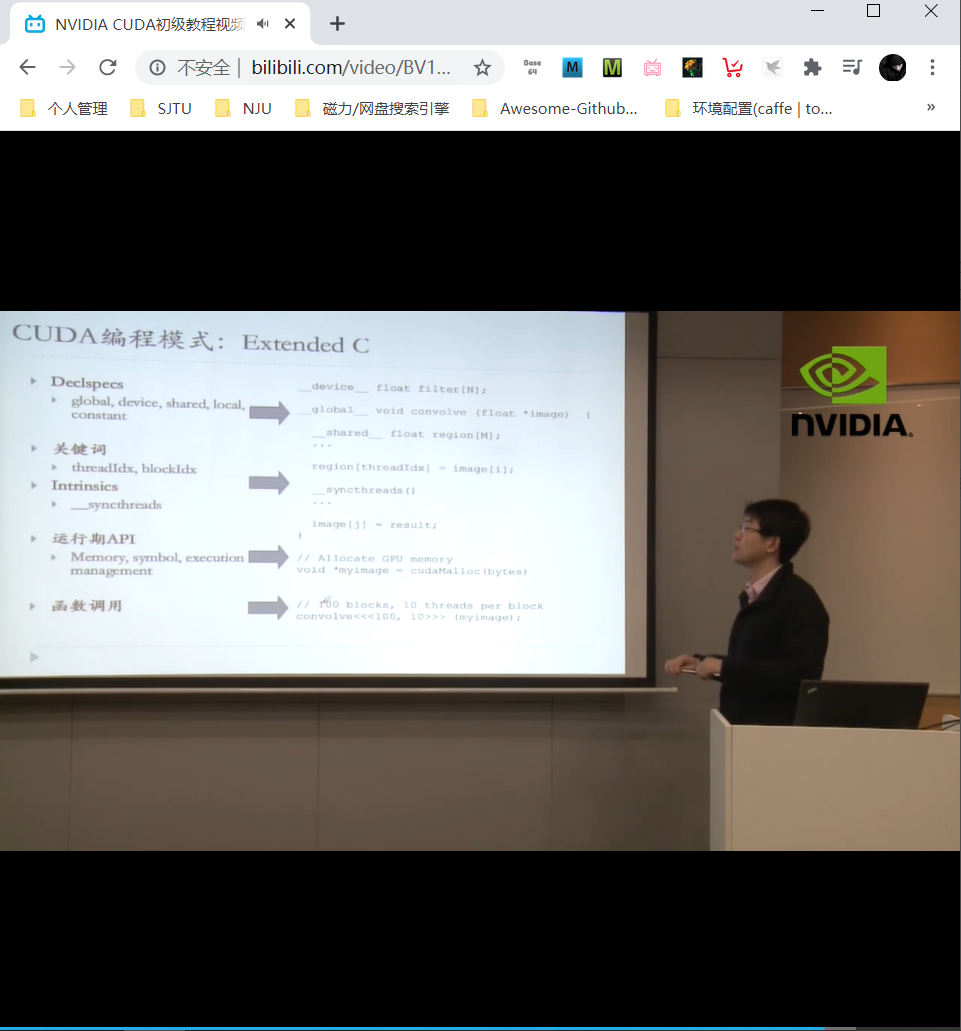 NVIDIA CUDA初级教程视频
不安全 | bilibili.com/video/BV1...
Base
64
M
M
个人管理
SJTU
NJU
磁力/网盘搜索引擎
Awesome-Github...
环境配置(caffe | to...
»
CUDA编程模式: Extended C
Declspecs
global, device, shared, local,
constant
关键词
threadIdx, blockIdx
Intrinsics
__syncthreads
运行期API
Memory, symbol, execution
management
函数调用
__device__ float filter[N];
__global__ void convolve (float *image) {
__shared__ float region[M];
...
region[threadIdx] = image[i];
__syncthreads()
...
image[j] = result;
}
// Allocate GPU memory
void *myimage = cudaMalloc(bytes)
// 100 blocks, 10 threads per block
convolve<<<100, 10>>> (myimage);
NVIDIA.